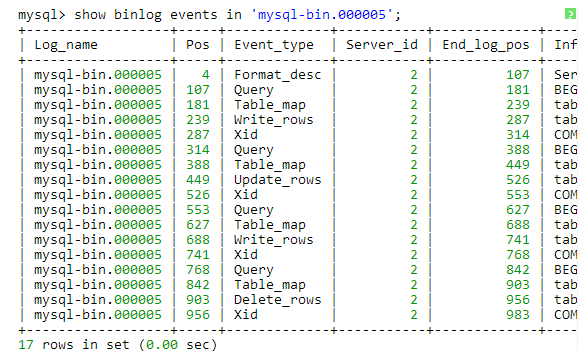 mysql> show binlog events in 'mysql-bin.000005';
+------------------+-----+-------------+-----------+-------------+----
| Log_name | Pos | Event_type | Server_id | End_log_pos | Inf
+------------------+-----+-------------+-----------+-------------+----
| mysql-bin.000005 | 4 | Format_desc | 2 | 107 | Ser
| mysql-bin.000005 | 107 | Query | 2 | 181 | BEG
| mysql-bin.000005 | 181 | Table_map | 2 | 239 | tab
| mysql-bin.000005 | 239 | Write_rows | 2 | 287 | tab
| mysql-bin.000005 | 287 | Xid | 2 | 314 | COM
| mysql-bin.000005 | 314 | Query | 2 | 388 | BEG
| mysql-bin.000005 | 388 | Table_map | 2 | 449 | tab
| mysql-bin.000005 | 449 | Update_rows | 2 | 526 | tab
| mysql-bin.000005 | 526 | Xid | 2 | 553 | COM
| mysql-bin.000005 | 553 | Query | 2 | 627 | BEG
| mysql-bin.000005 | 627 | Table_map | 2 | 688 | tab
| mysql-bin.000005 | 688 | Write_rows | 2 | 741 | tab
| mysql-bin.000005 | 741 | Xid | 2 | 768 | COM
| mysql-bin.000005 | 768 | Query | 2 | 842 | BEG
| mysql-bin.000005 | 842 | Table_map | 2 | 903 | tab
| mysql-bin.000005 | 903 | Delete_rows | 2 | 956 | tab
| mysql-bin.000005 | 956 | Xid | 2 | 983 | COM
+------------------+-----+-------------+-----------+-------------+----
17 rows in set (0.00 sec)